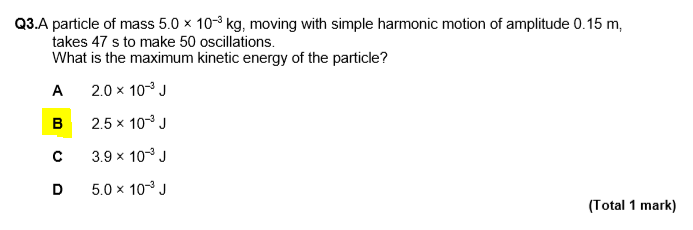 Q3.A particle of mass 5.0 × 10⁻³ kg, moving with simple harmonic motion of amplitude 0.15 m,
takes 47 s to make 50 oscillations.
What is the maximum kinetic energy of the particle?
A 2.0 × 10⁻³ J
B 2.5 × 10⁻³ J
C 3.9 × 10⁻³ J
D 5.0 × 10⁻³ J
(Total 1 mark)